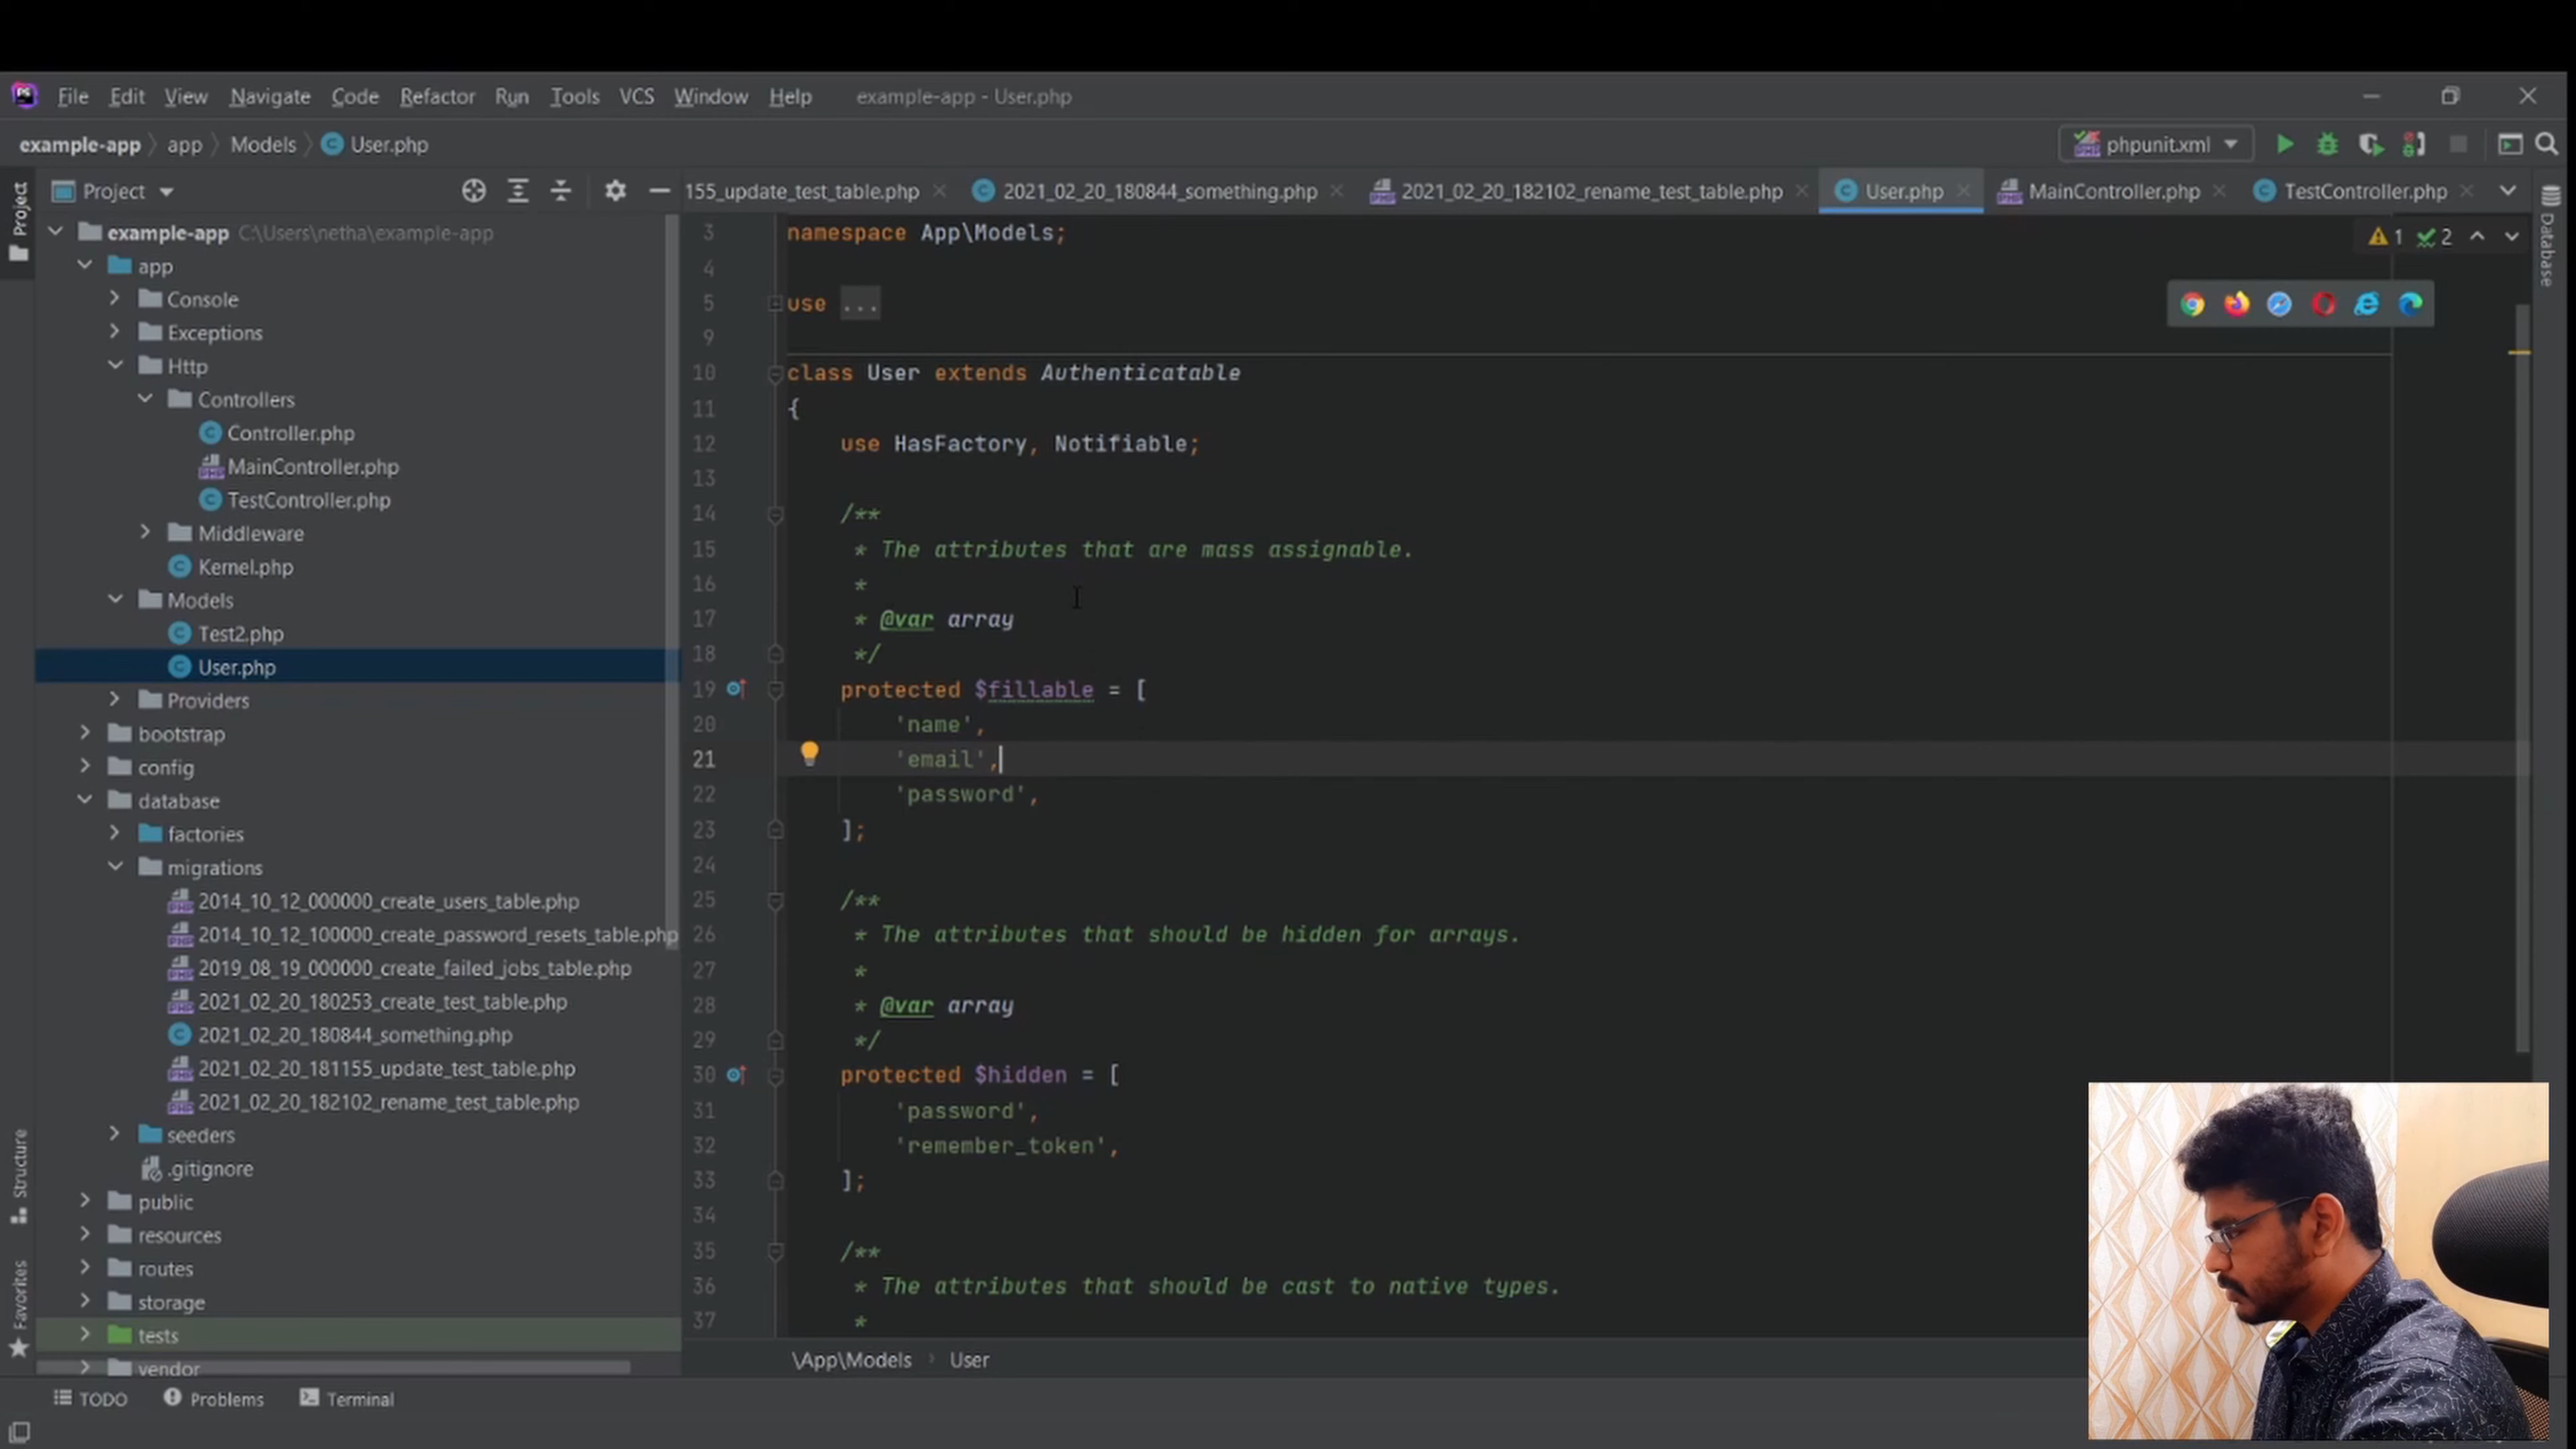 File Edit View Navigate Code Refactor Run Tools VCS Window Help example-app - User.php
example-app app Models User.php phpunit.xml
Project 155_update_test_table.php 2021_02_20_180844_something.php 2021_02_20_182102_rename_test_table.php User.php MainController.php TestController.php
Project
Structure
Favorites
Database
example-app C:\Users\netha\example-app
app
Console
Exceptions
Http
Controllers
Controller.php
MainController.php
TestController.php
Middleware
Kernel.php
Models
Test2.php
User.php
Providers
bootstrap
config
database
factories
migrations
2014_10_12_000000_create_users_table.php
2014_10_12_100000_create_password_resets_table.php
2019_08_19_000000_create_failed_jobs_table.php
2021_02_20_180253_create_test_table.php
2021_02_20_180844_something.php
2021_02_20_181155_update_test_table.php
2021_02_20_182102_rename_test_table.php
seeders
.gitignore
public
resources
routes
storage
tests
vendor
1 2
3 namespace App\Models;
4
5 use ...
9
10 class User extends Authenticatable
11 {
12 use HasFactory, Notifiable;
13
14 /**
15 * The attributes that are mass assignable.
16 *
17 * @var array
18 */
19 protected $fillable = [
20 'name',
21 'email',
22 'password',
23 ];
24
25 /**
26 * The attributes that should be hidden for arrays.
27 *
28 * @var array
29 */
30 protected $hidden = [
31 'password',
32 'remember_token',
33 ];
34
35 /**
36 * The attributes that should be cast to native types.
37 *
\App\Models User
TODO Problems Terminal